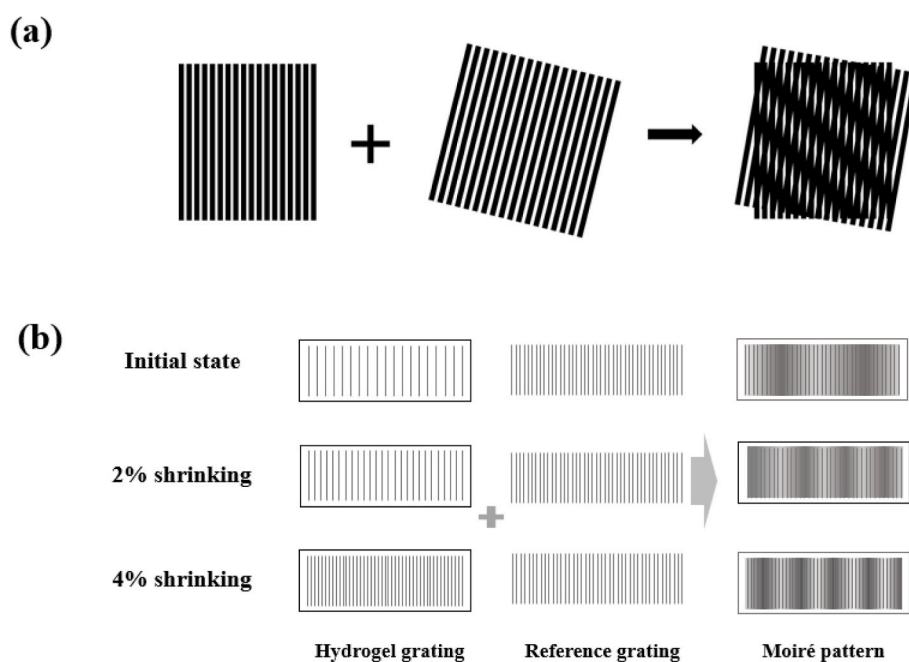 (a)
(b)
Initial state
2% shrinking
4% shrinking
Hydrogel grating
Reference grating
Moiré pattern